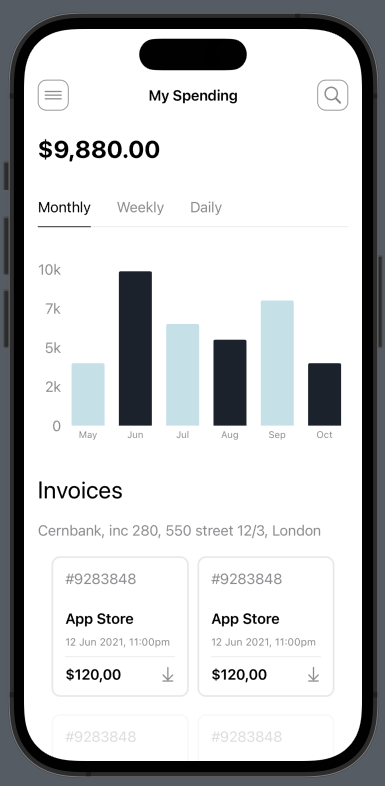 My Spending
$9,880.00
Monthly Weekly Daily
10k
7k
5k
2k
0
May Jun Jul Aug Sep Oct
Invoices
Cernbank, inc 280, 550 street 12/3, London
#9283848 #9283848
App Store App Store
12 Jun 2021, 11:00pm 12 Jun 2021, 11:00pm
$120,00 $120,00
#9283848 #9283848